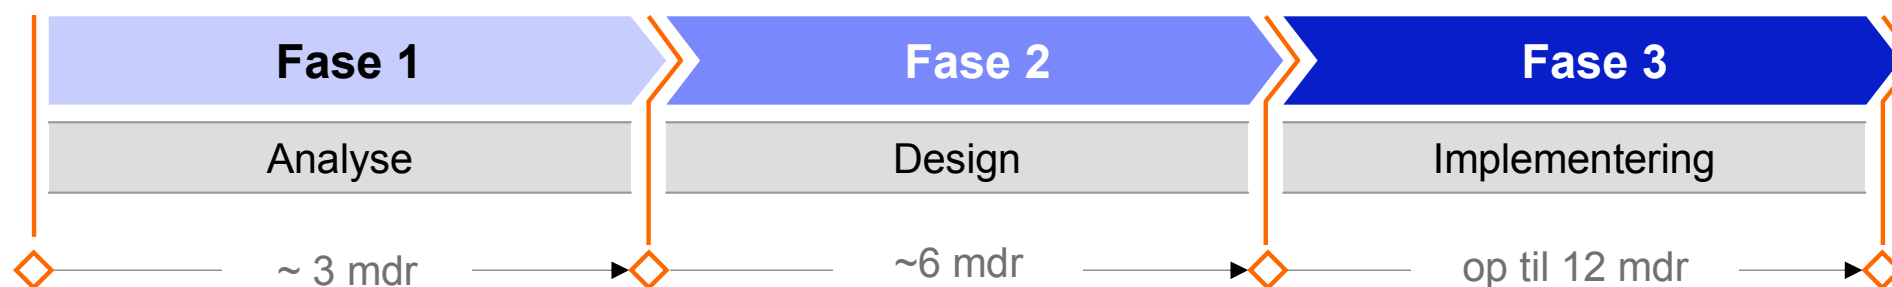 Fase 1
Fase 2
Fase 3
Analyse
Design
Implementering
~ 3 mdr
~6 mdr
op til 12 mdr